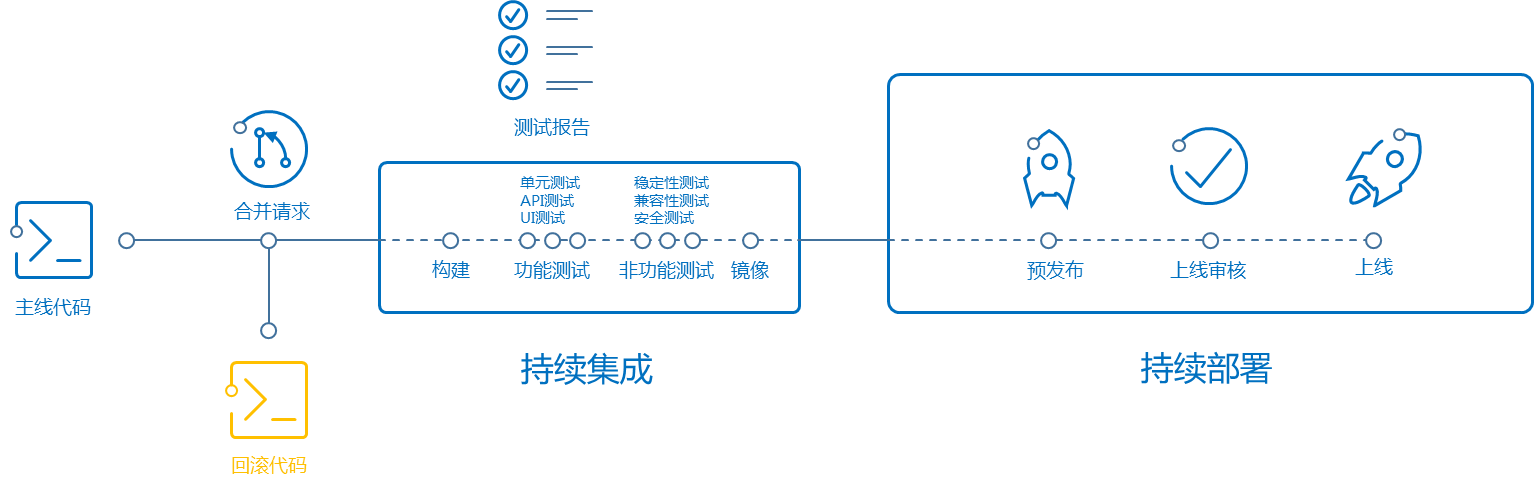 测试报告
合并请求
单元测试
API测试
UI测试
稳定性测试
兼容性测试
安全测试
主线代码
构建
功能测试
非功能测试
镜像
预发布
上线审核
上线
持续集成
持续部署
回滚代码